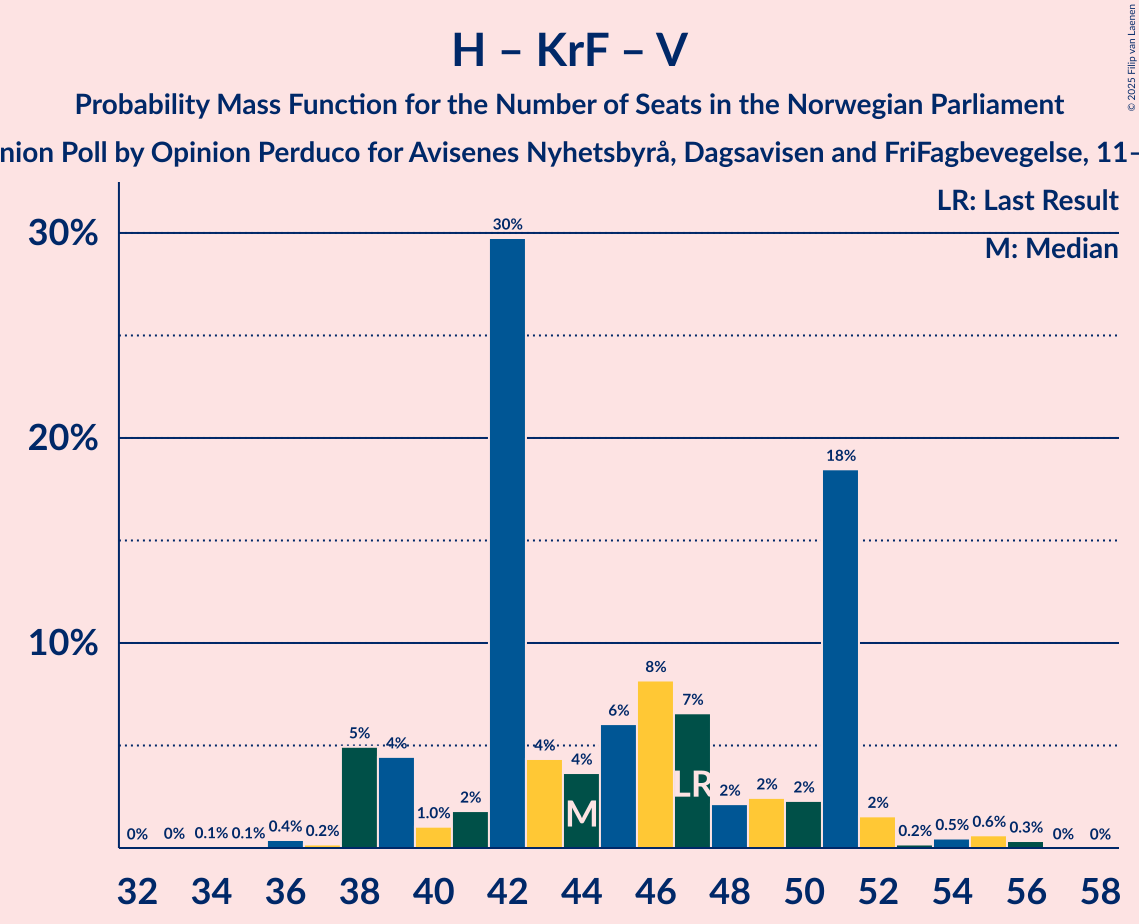 H – KrF – V
Probability Mass Function for the Number of Seats in the Norwegian Parliament
nion Poll by Opinion Perduco for Avisenes Nyhetsbyrå, Dagsavisen and FriFagbevegelse, 11–
© 2025 Filip van Laenen
LR: Last Result
M: Median
30%
20%
10%
0% 0% 0.1% 0.1% 0.4% 0.2% 5% 4% 1.0% 2% 30% 4% 4% 6% 8% 7% 2% 2% 2% 18% 2% 0.2% 0.5% 0.6% 0.3% 0% 0%
M LR
32 34 36 38 40 42 44 46 48 50 52 54 56 58